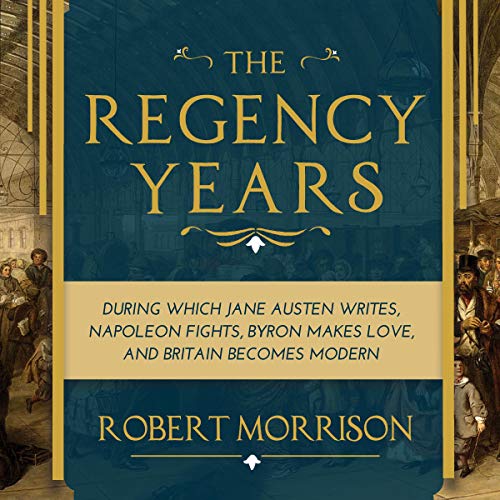 THE
REGENCY
YEARS
DURING WHICH JANE AUSTEN WRITES,
NAPOLEON FIGHTS, BYRON MAKES LOVE,
AND BRITAIN BECOMES MODERN
ROBERT MORRISON